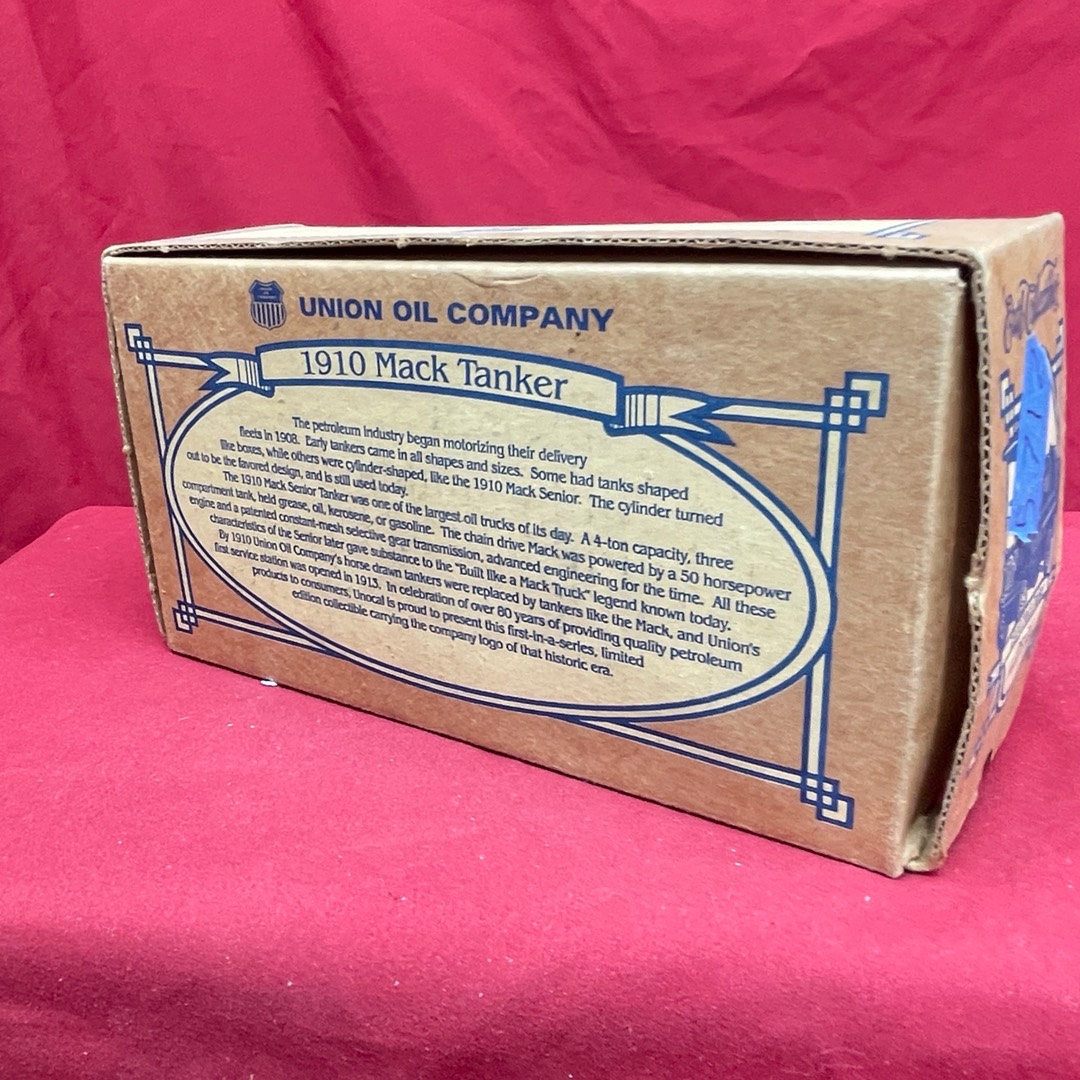 UNION OIL COMPANY
1910 Mack Tanker
The petroleum industry began motorizing their delivery
fleets in 1908. Early tankers came in all shapes and sizes. Some had tanks shaped
like boxes, while others were cylinder-shaped, like the 1910 Mack Senior. The cylinder turned
out to be the favored design, and is still used today.
The 1910 Mack Senior Tanker was one of the largest oil trucks of its day. A 4-ton capacity, three
compartment tank, held grease, oil, kerosene, or gasoline. The chain drive Mack was powered by a 50 horsepower
engine and a patented constant-mesh selective gear transmission, advanced engineering for the time. All these
characteristics of the Senior later gave substance to the "Built like a Mack Truck" legend known today.
By 1910 Union Oil Company's horse drawn tankers were replaced by tankers like the Mack, and Union's
first service station was opened in 1913. In celebration of over 80 years of providing quality petroleum
products to consumers, Unocal is proud to present this first-in-a-series, limited
edition collectible carrying the company logo of that historic era.